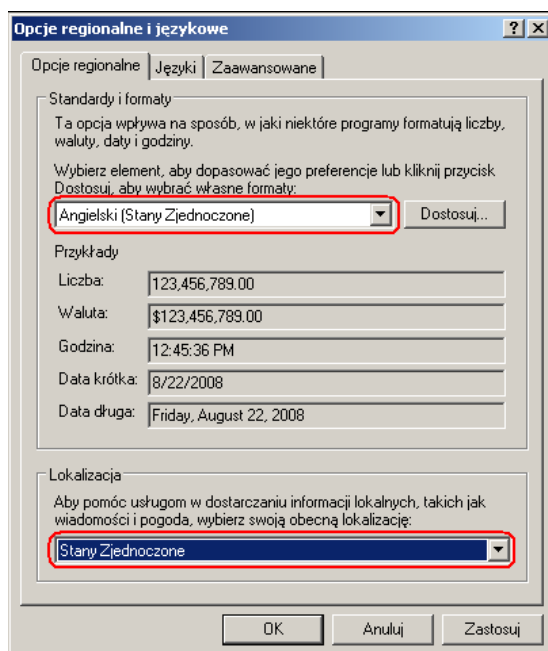 Opcje regionalne i językowe
Opcje regionalne Języki Zaawansowane
Standardy i formaty
Ta opcja wpływa na sposób, w jaki niektóre programy formatują liczby,
waluty, daty i godziny.
Wybierz element, aby dopasować jego preferencje lub kliknij przycisk
Dostosuj, aby wybrać własne formaty:
Angielski (Stany Zjednoczone) Dostosuj...
Przykłady
Liczba: 123,456,789.00
Waluta: $123,456,789.00
Godzina: 12:45:36 PM
Data krótka: 8/22/2008
Data długa: Friday, August 22, 2008
Lokalizacja
Aby pomóc usługom w dostarczaniu informacji lokalnych, takich jak
wiadomości i pogoda, wybierz swoją obecną lokalizację:
Stany Zjednoczone
OK Anuluj Zastosuj